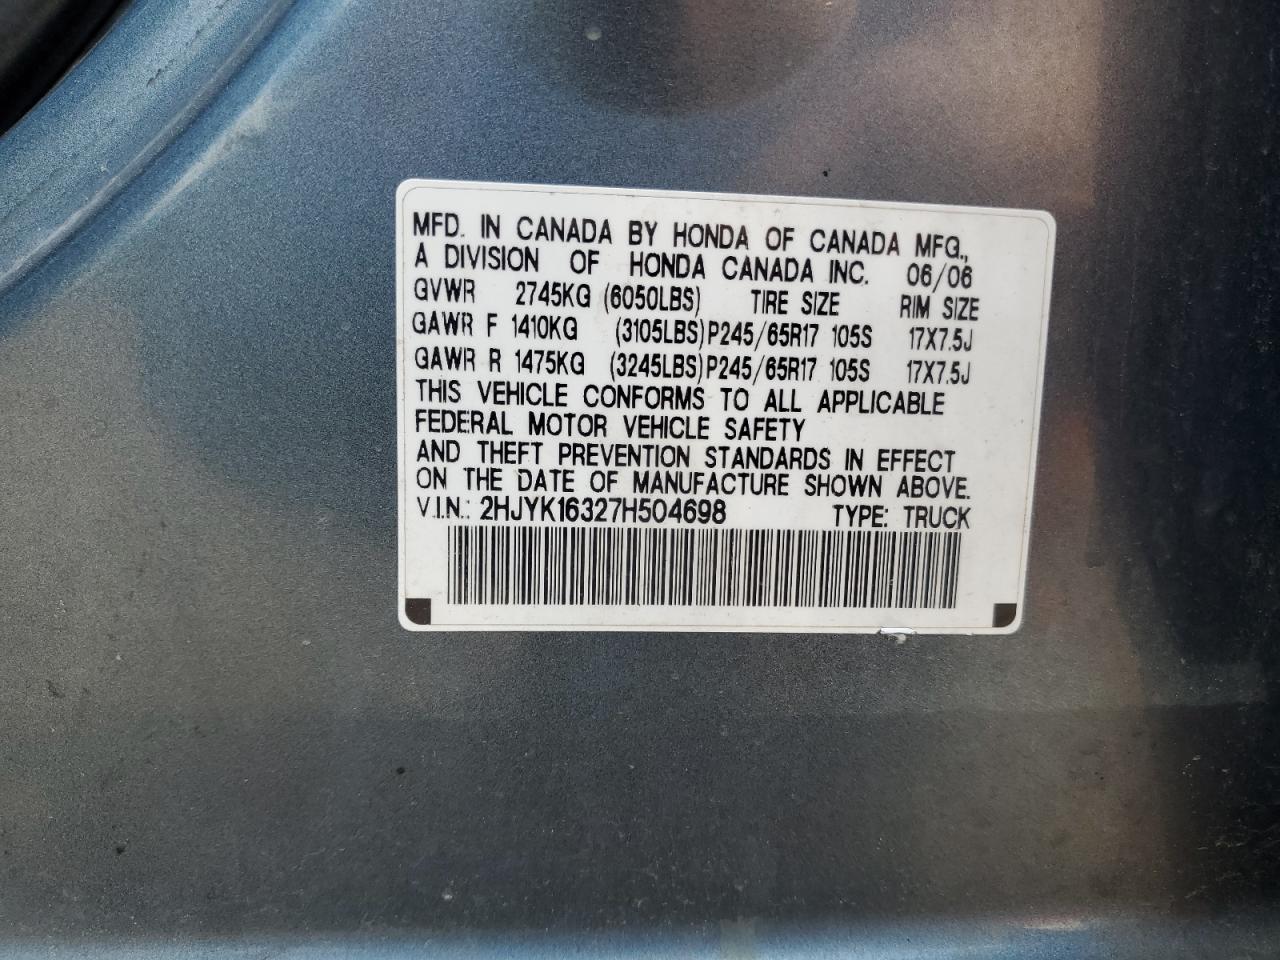 MFD. IN CANADA BY HONDA OF CANADA MFG.,
A DIVISION OF HONDA CANADA INC. 06/06
GVWR 2745KG (6050LBS) TIRE SIZE RIM SIZE
GAWR F 1410KG (3105LBS) P245/65R17 105S 17X7.5J
GAWR R 1475KG (3245LBS) P245/65R17 105S 17X7.5J
THIS VEHICLE CONFORMS TO ALL APPLICABLE
FEDERAL MOTOR VEHICLE SAFETY
AND THEFT PREVENTION STANDARDS IN EFFECT
ON THE DATE OF MANUFACTURE SHOWN ABOVE.
V.I.N.: 2HJYK16327H504698 TYPE: TRUCK